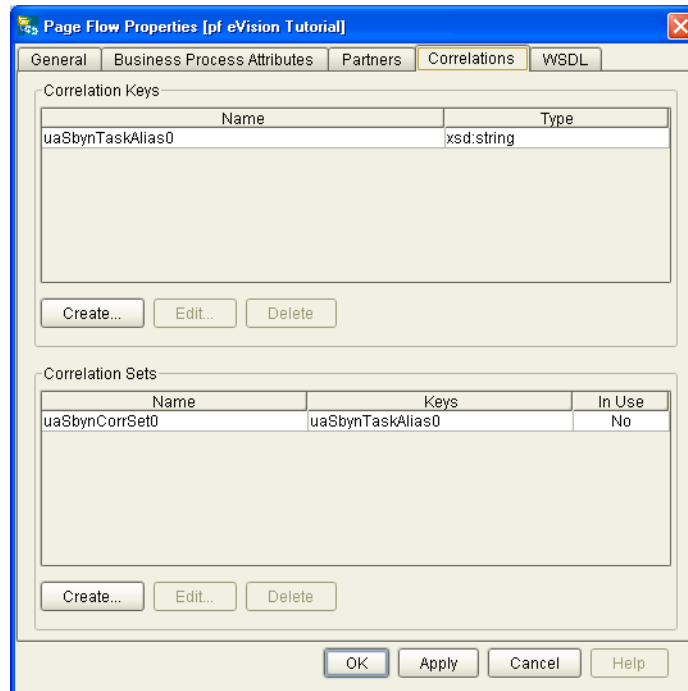 Page Flow Properties [pf eVision Tutorial]
General Business Process Attributes Partners Correlations WSDL
Correlation Keys
Name Type
uaSbynTaskAlias0 xsd:string
Create... Edit... Delete
Correlation Sets
Name Keys In Use
uaSbynCorrSet0 uaSbynTaskAlias0 No
Create... Edit... Delete
OK Apply Cancel Help